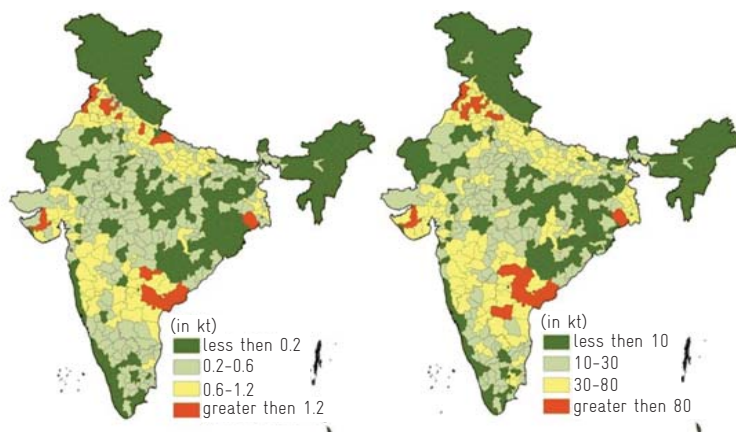 (in kt)
less then 0.2
0.2-0.6
0.6-1.2
greater then 1.2
(in kt)
less then 10
10-30
30-80
greater then 80